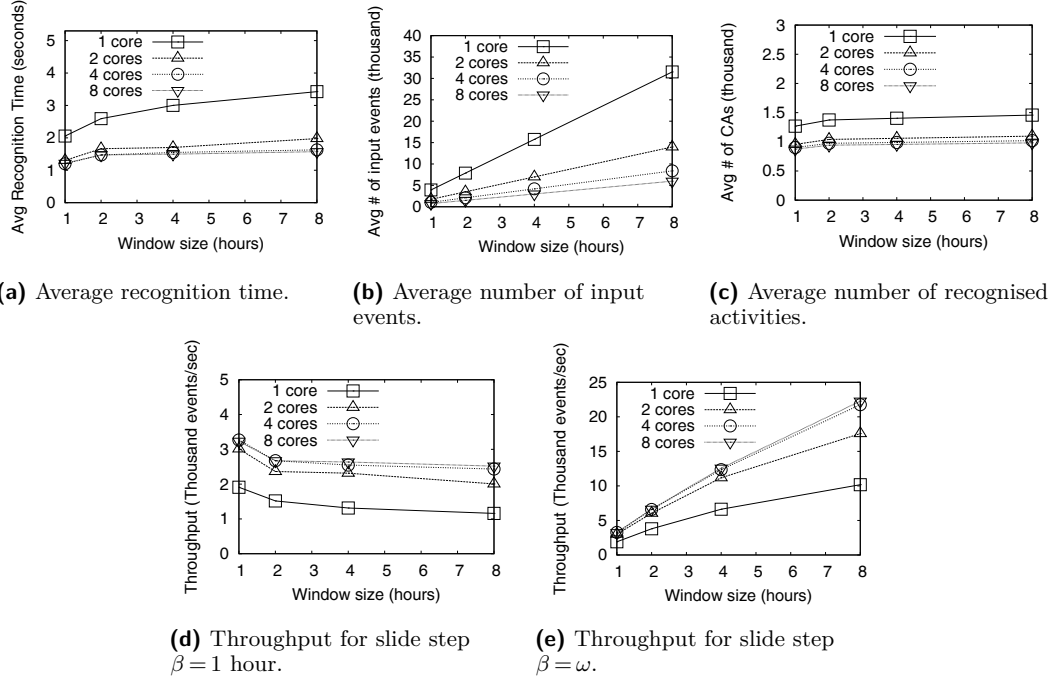 Avg Recognition Time (seconds)
5
4
3
2
1
0
1 core
2 cores
4 cores
8 cores
1 2 3 4 5 6 7 8
Window size (hours)
(a) Average recognition time.
Avg # of input events (thousand)
40
35
30
25
20
15
10
5
0
1 core
2 cores
4 cores
8 cores
1 2 3 4 5 6 7 8
Window size (hours)
(b) Average number of input
events.
Avg # of CAs (thousand)
3
2.5
2
1.5
1
0.5
0
1 core
2 cores
4 cores
8 cores
1 2 3 4 5 6 7 8
Window size (hours)
(c) Average number of recognised
activities.
Throughput (Thousand events/sec)
5
4
3
2
1
0
1 core
2 cores
4 cores
8 cores
1 2 3 4 5 6 7 8
Window size (hours)
(d) Throughput for slide step
β = 1 hour.
Throughput (Thousand events/sec)
25
20
15
10
5
0
1 core
2 cores
4 cores
8 cores
1 2 3 4 5 6 7 8
Window size (hours)
(e) Throughput for slide step
β = ω.